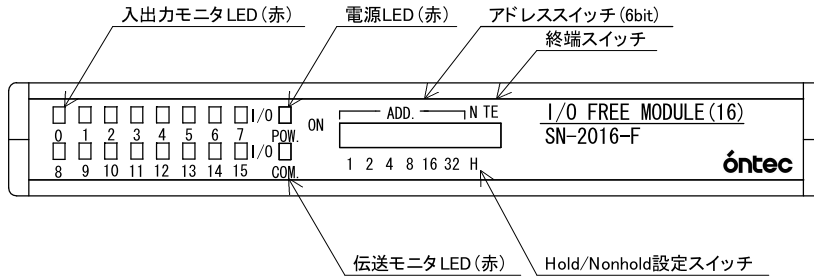 入出力モニタLED(赤)
電源LED(赤)
アドレススイッチ(6bit)
終端スイッチ
I/O
ON
ADD.
N TE
I/O FREE MODULE(16)
0 1 2 3 4 5 6 7 POW.
SN-2016-F
I/O
1 2 4 8 16 32 H
óntec
8 9 10 11 12 13 14 15 COM.
伝送モニタLED(赤)
Hold/Nonhold設定スイッチ